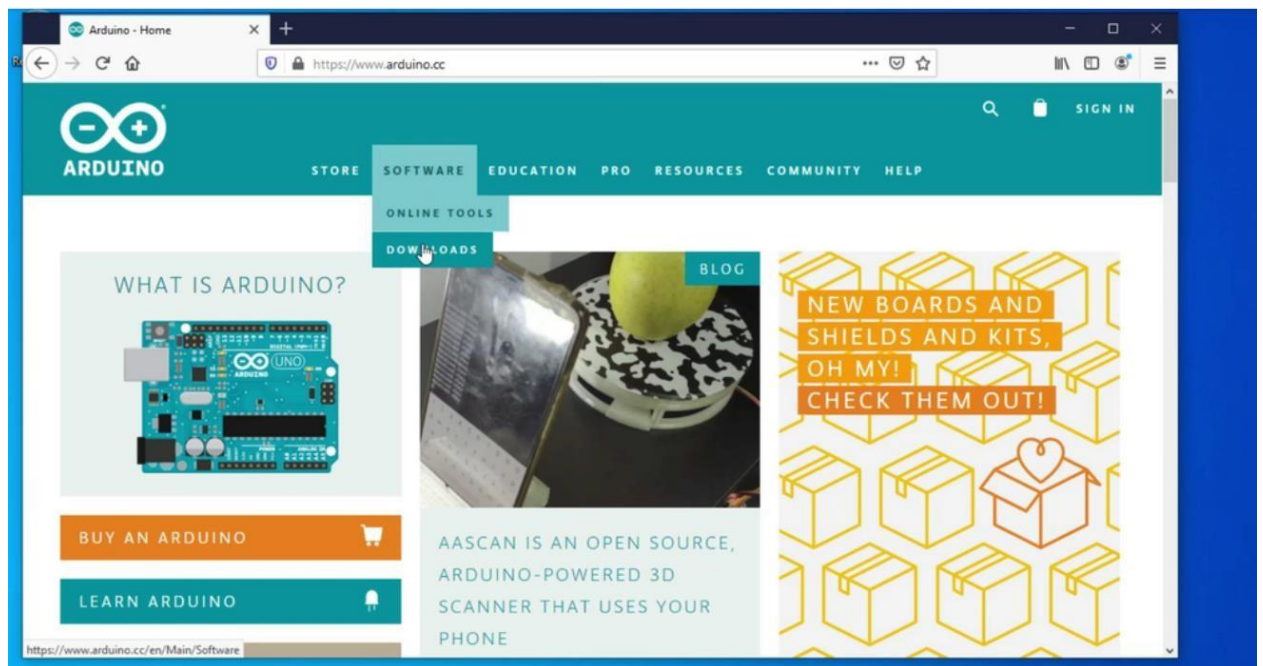 Arduino - Home
https://www.arduino.cc
ARDUINO
SIGN IN
STORE SOFTWARE EDUCATION PRO RESOURCES COMMUNITY HELP
ONLINE TOOLS
DOWNLOADS
WHAT IS ARDUINO?
UNO
ARDUINO
BUY AN ARDUINO
LEARN ARDUINO
BLOG
AASCAN IS AN OPEN SOURCE,
ARDUINO-POWERED 3D
SCANNER THAT USES YOUR
PHONE
NEW BOARDS AND
SHIELDS AND KITS,
OH MY!
CHECK THEM OUT!
https://www.arduino.cc/en/Main/Software